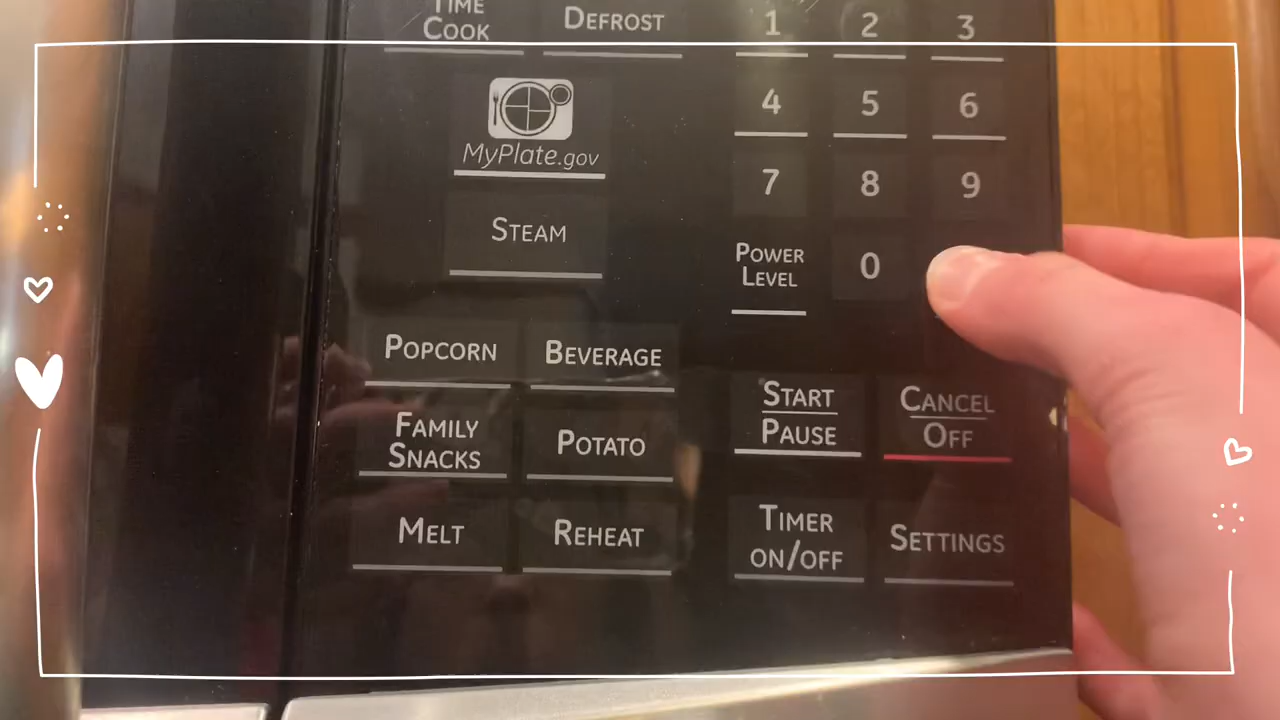 TIME
COOK
DEFROST
1 2 3
MyPlate.gov
4 5 6
7 8 9
STEAM
POWER
LEVEL
0
POPCORN
BEVERAGE
FAMILY
SNACKS
POTATO
MELT
REHEAT
START
PAUSE
CANCEL
OFF
TIMER
ON/OFF
SETTINGS